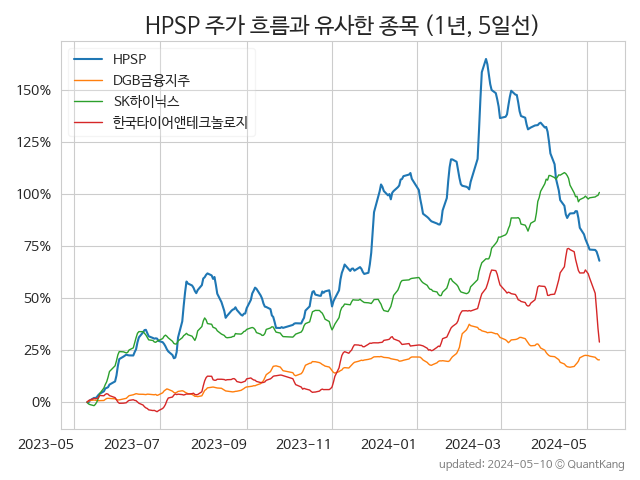 HPSP 주가 흐름과 유사한 종목 (1년, 5일선)
HPSP
DGB금융지주
SK하이닉스
한국타이어앤테크놀로지
150%
125%
100%
75%
50%
25%
0%
2023-05 2023-07 2023-09 2023-11 2024-01 2024-03 2024-05
updated: 2024-05-10 © QuantKang